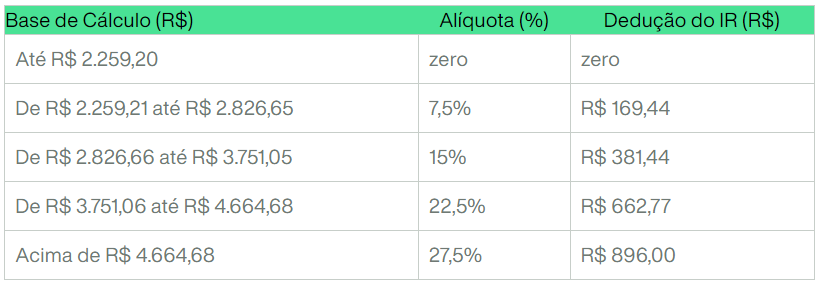 Base de Cálculo (R$) Alíquota (%) Dedução do IR (R$)
Até R$ 2.259,20 zero zero
De R$ 2.259,21 até R$ 2.826,65 7,5% R$ 169,44
De R$ 2.826,66 até R$ 3.751,05 15% R$ 381,44
De R$ 3.751,06 até R$ 4.664,68 22,5% R$ 662,77
Acima de R$ 4.664,68 27,5% R$ 896,00